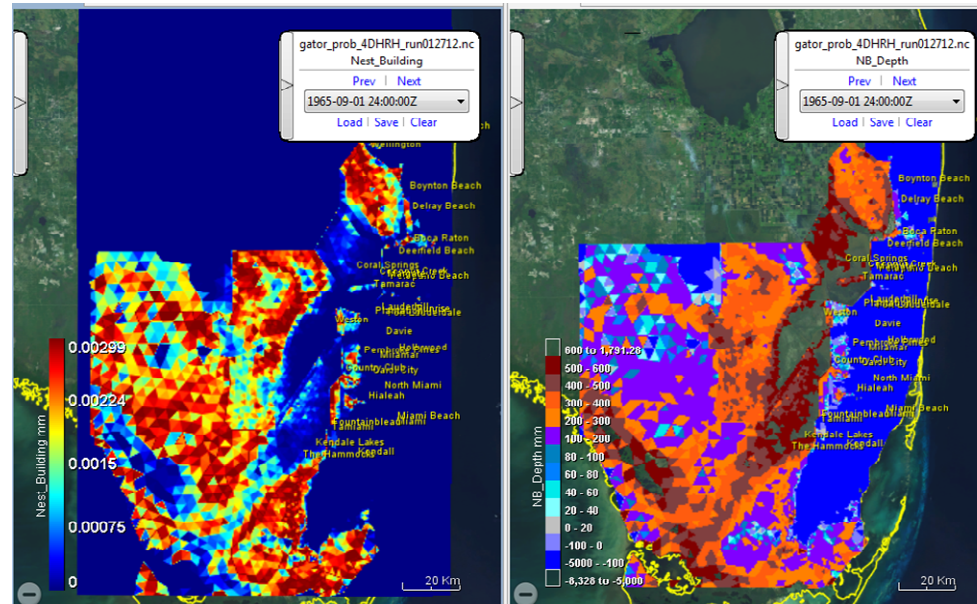 gator_prob_4DHRH_run012712.nc
Nest_Building
Prev | Next
1965-09-01 24:00:00Z
Load | Save | Clear
Wellington
Boynton Beach
Delray Beach
Boca Raton
Deerfield Beach
Coral Springs
Tamarac
Weston
Davie
Miramar
Country Club
North Miami
Hialeah
Miami Beach
Fountainbleau
Kendale Lakes
Kendall
The Hammocks
0.00299
0.00224
0.0015
0.00075
0
Nest_Building mm
20 Km
gator_prob_4DHRH_run012712.nc
NB_Depth
Prev | Next
1965-09-01 24:00:00Z
Load | Save | Clear
Boynton Beach
Delray Beach
Boca Raton
Deerfield Beach
Coral Springs
Tamarac
Weston
Davie
Miramar
Country Club
North Miami
Hialeah
Miami Beach
Fountainbleau
Kendale Lakes
Kendall
The Hammocks
600 to 1,791.28
500 - 600
400 - 500
300 - 400
200 - 300
100 - 200
80 - 100
60 - 80
40 - 60
20 - 40
0 - 20
-100 - 0
-5000 - -100
-8,328 to -5,000
NB_Depth mm
20 Km